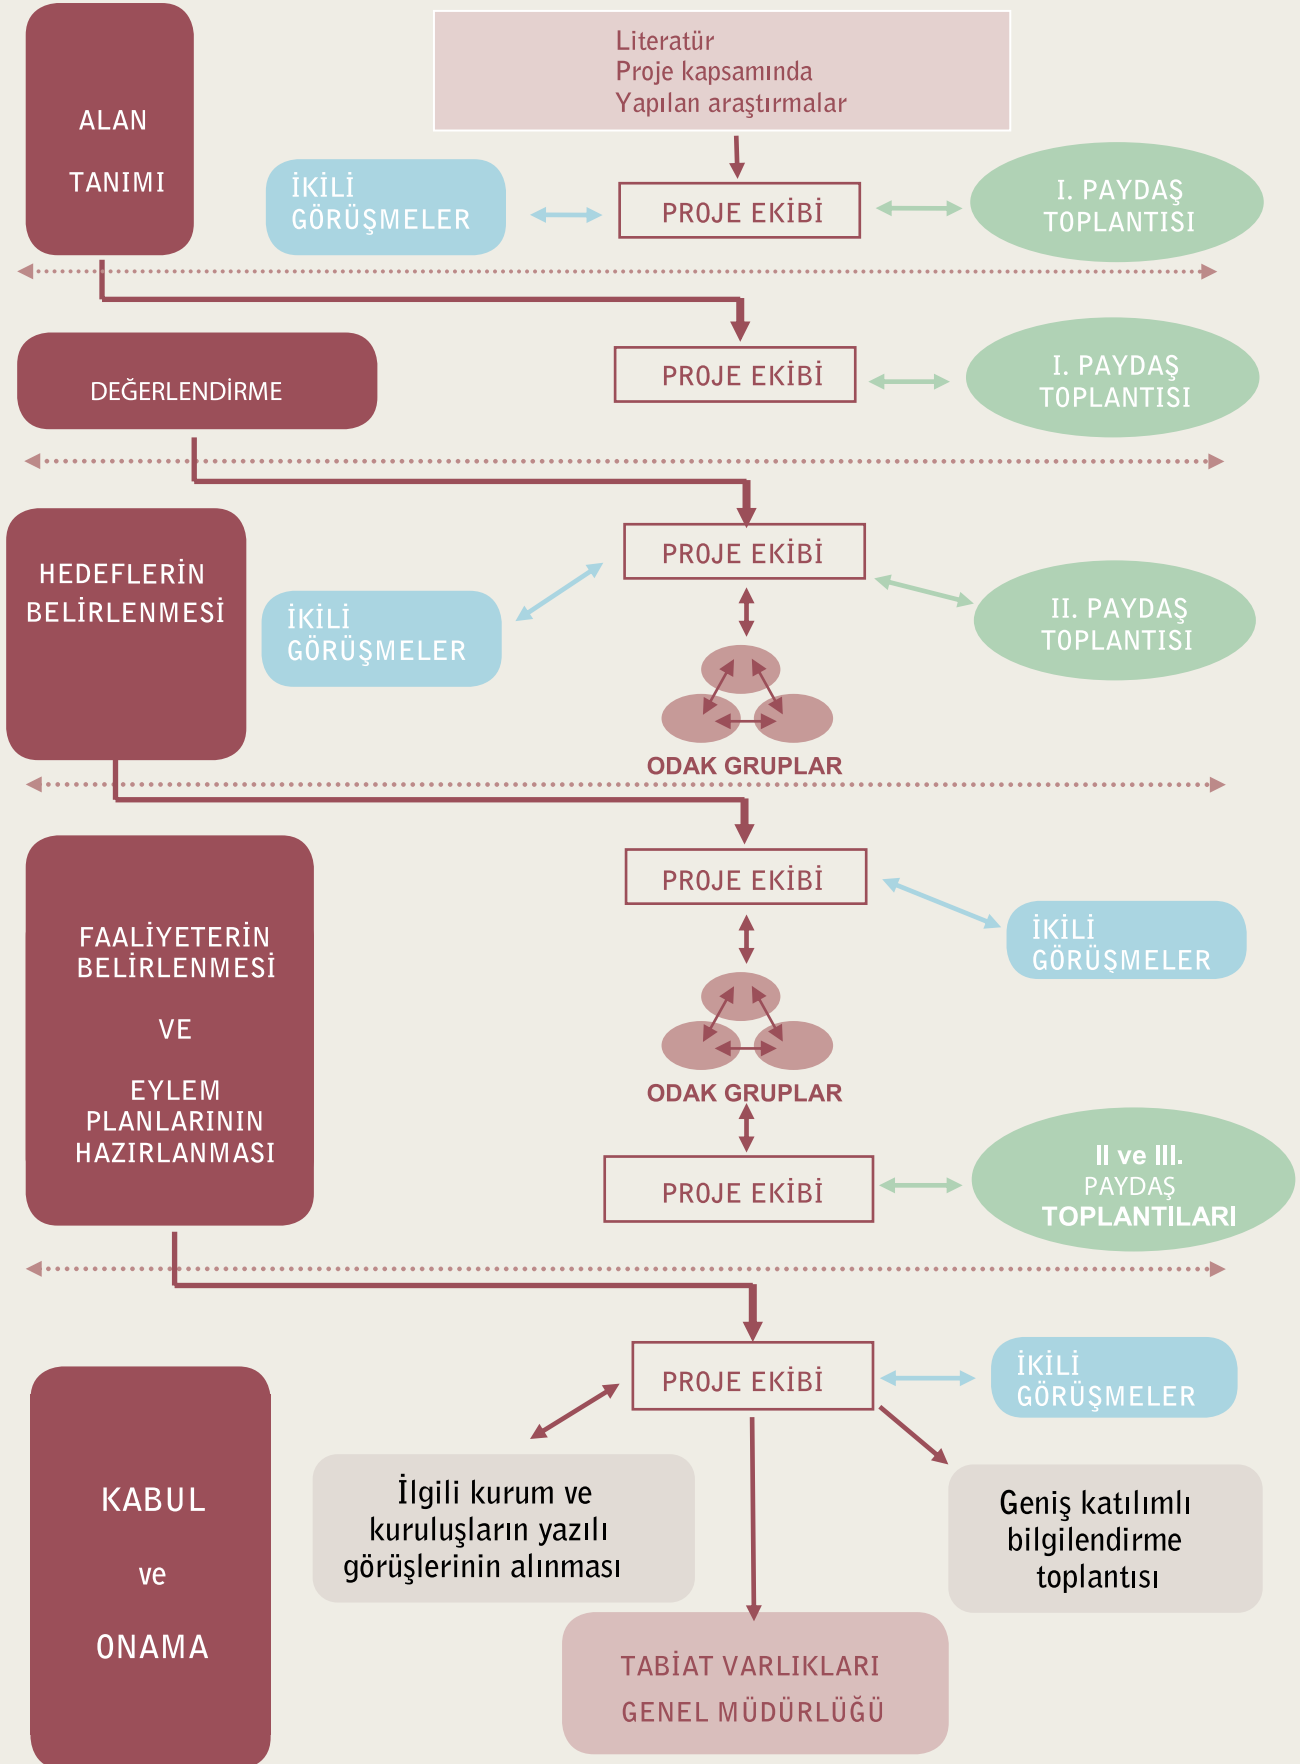 ALAN
TANIMI
Literatür
Proje kapsamında
Yapılan araştırmalar
İKİLİ
GÖRÜŞMELER
PROJE EKİBİ
I. PAYDAŞ
TOPLANTISI
DEĞERLENDİRME
PROJE EKİBİ
I. PAYDAŞ
TOPLANTISI
HEDEFLERİN
BELİRLENMESİ
İKİLİ
GÖRÜŞMELER
PROJE EKİBİ
II. PAYDAŞ
TOPLANTISI
ODAK GRUPLAR
FAALİYETERİN
BELİRLENMESİ
VE
EYLEM
PLANLARININ
HAZIRLANMASI
PROJE EKİBİ
İKİLİ
GÖRÜŞMELER
ODAK GRUPLAR
PROJE EKİBİ
II ve III.
PAYDAŞ
TOPLANTILARI
KABUL
ve
ONAMA
PROJE EKİBİ
İKİLİ
GÖRÜŞMELER
İlgili kurum ve
kuruluşların yazılı
görüşlerinin alınması
Geniş katılımlı
bilgilendirme
toplantısı
TABİAT VARLIKLARI
GENEL MÜDÜRLÜĞÜ